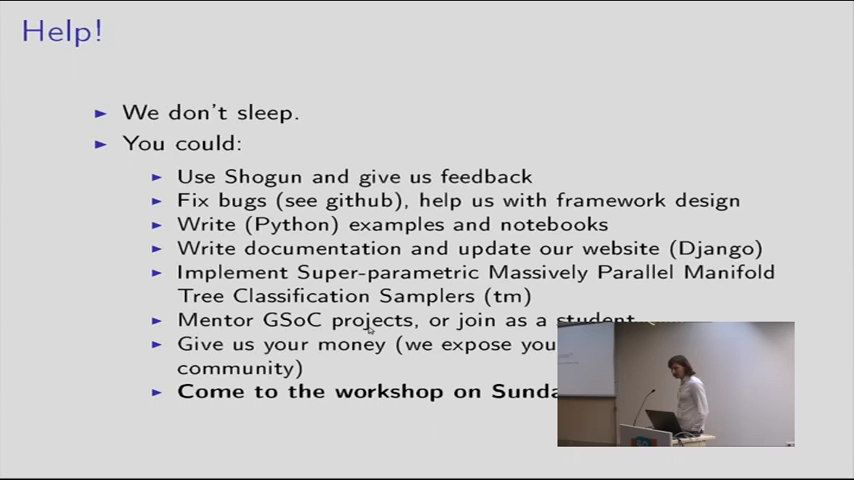 Help!
We don't sleep.
You could:
Use Shogun and give us feedback
Fix bugs (see github), help us with framework design
Write (Python) examples and notebooks
Write documentation and update our website (Django)
Implement Super-parametric Massively Parallel Manifold
Tree Classification Samplers (tm)
Mentor GSoC projects, or join as a student
Give us your money (we expose you
community)
Come to the workshop on Sunda